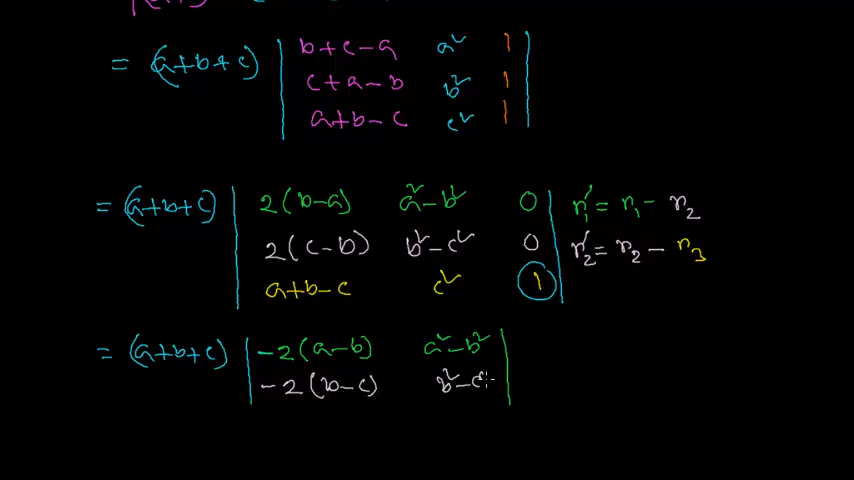 = (a+b+c) | b+c-a a² 1 |
| c+a-b b² 1 |
| a+b-c c² 1 |
= (a+b+c) | 2(b-a) a²-b² 0 | r₁′ = r₁ - r₂
| 2(c-b) b²-c² 0 | r₂′ = r₂ - r₃
| a+b-c c² 1 |
= (a+b+c) | -2(a-b) a²-b² |
| -2(b-c) b²-c² |